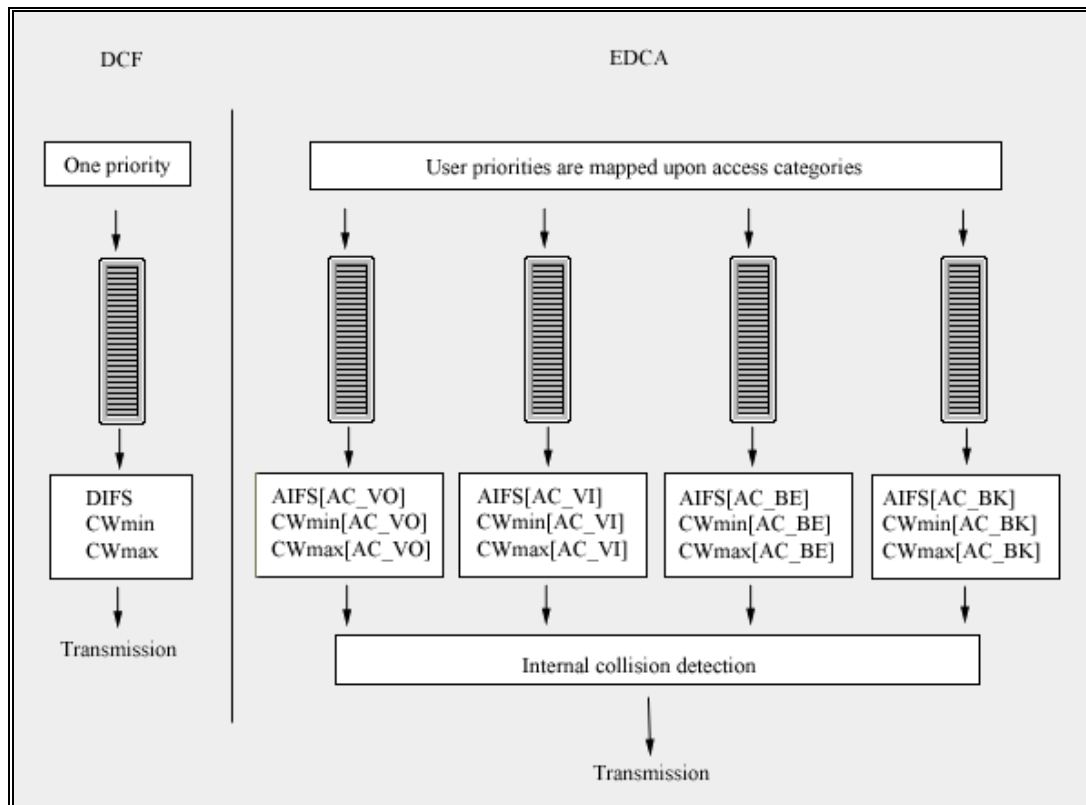 DCF
EDCA
One priority
User priorities are mapped upon access categories
DIFS
CWmin
CWmax
AIFS[AC_VO]
CWmin[AC_VO]
CWmax[AC_VO]
AIFS[AC_VI]
CWmin[AC_VI]
CWmax[AC_VI]
AIFS[AC_BE]
CWmin[AC_BE]
CWmax[AC_BE]
AIFS[AC_BK]
CWmin[AC_BK]
CWmax[AC_BK]
Transmission
Internal collision detection
Transmission